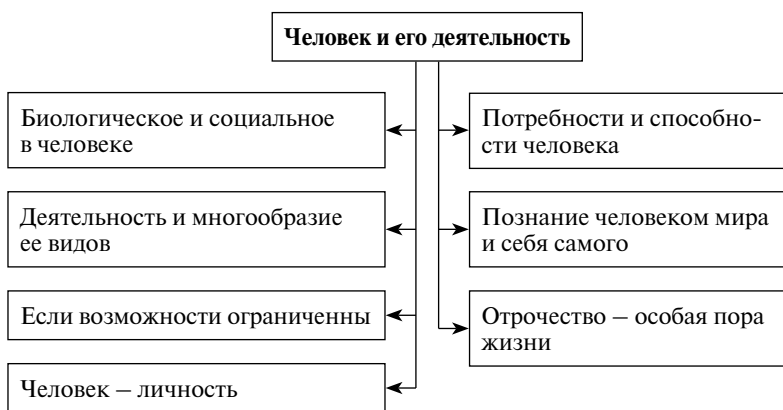 Человек и его деятельность
Биологическое и социальное
в человеке
Потребности и способно-
сти человека
Деятельность и многообразие
ее видов
Познание человеком мира
и себя самого
Если возможности ограниченны
Отрочество – особая пора
жизни
Человек – личность